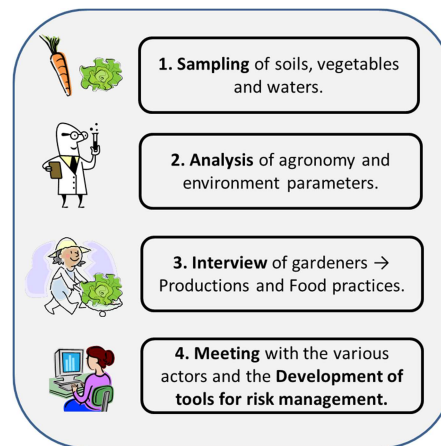 1. Sampling of soils, vegetables
and waters.
2. Analysis of agronomy and
environment parameters.
3. Interview of gardeners →
Productions and Food practices.
4. Meeting with the various
actors and the Development of
tools for risk management.